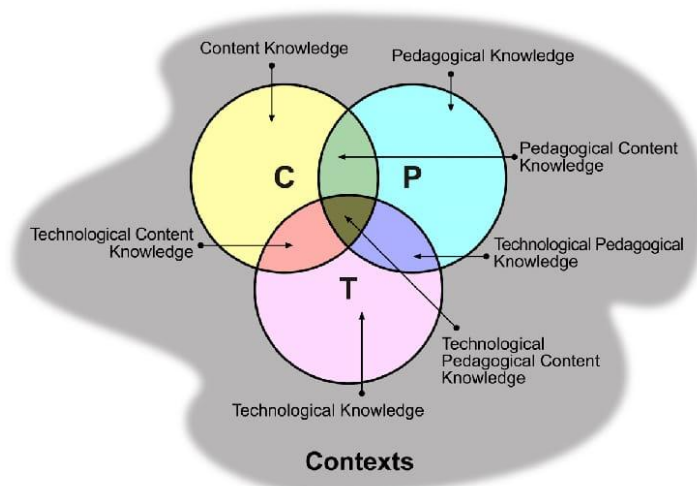 Content Knowledge
Pedagogical Knowledge
Pedagogical Content
Knowledge
C
P
Technological Content
Knowledge
Technological Pedagogical
Knowledge
T
Technological
Pedagogical Content
Knowledge
Technological Knowledge
Contexts